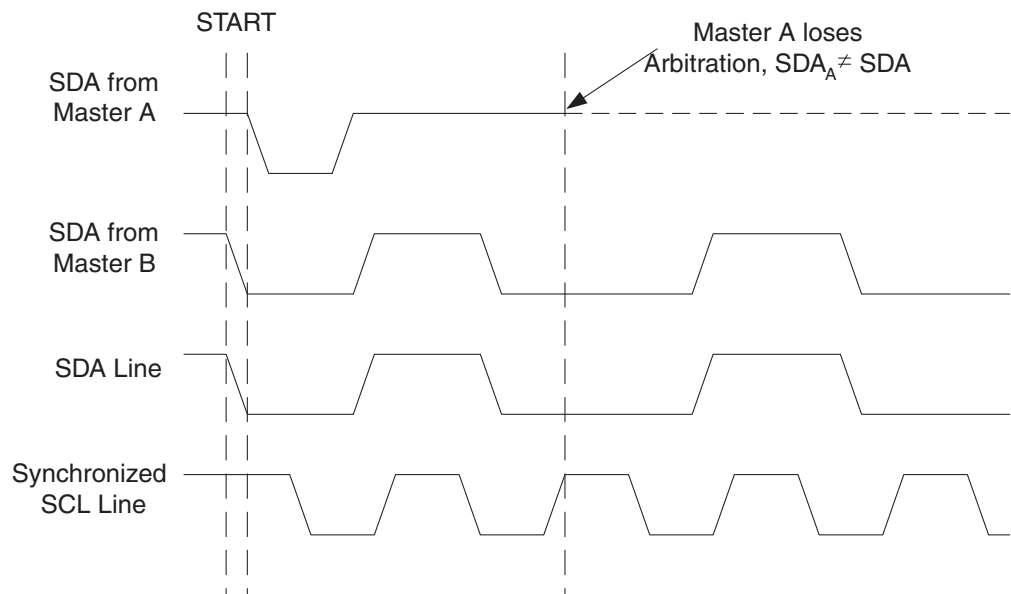 START
Master A loses
Arbitration, SDA_A ≠ SDA
SDA from
Master A
SDA from
Master B
SDA Line
Synchronized
SCL Line